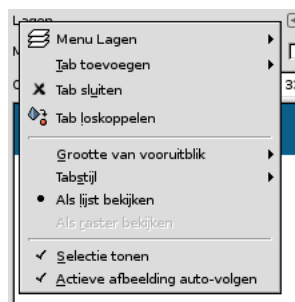 Lagen
Menu Lagen
Tab toevoegen
Tab sluiten
Tab loskoppelen
Grootte van vooruitblik
Tabstijl
Als lijst bekijken
Als raster bekijken
Selectie tonen
Actieve afbeelding auto-volgen